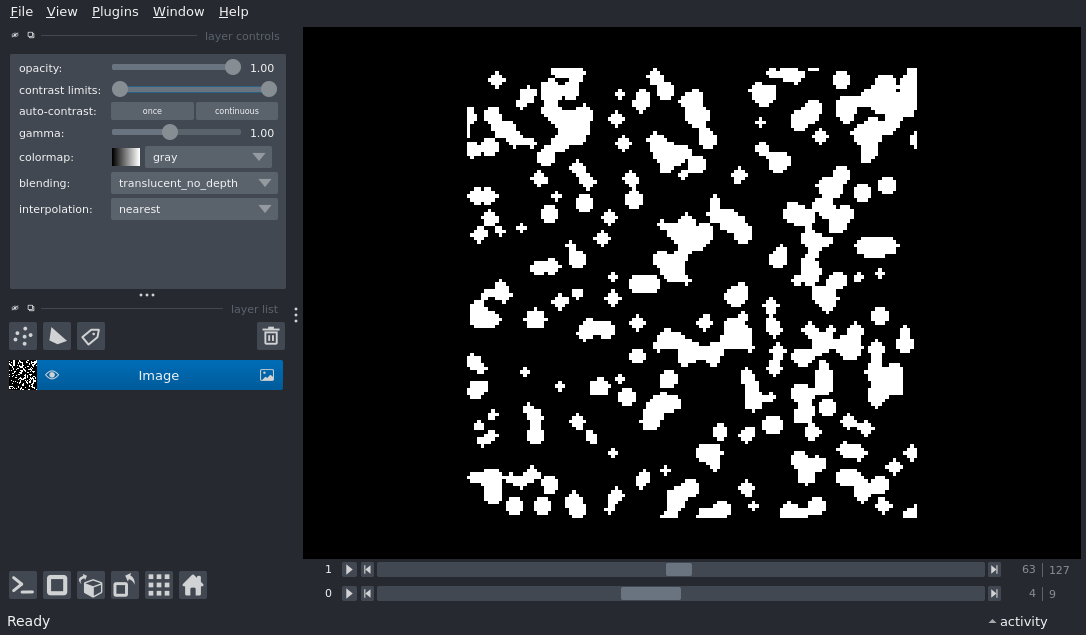 File View Plugins Window Help
layer controls
opacity: 1.00
contrast limits:
auto-contrast: once continuous
gamma: 1.00
colormap: gray
blending: translucent_no_depth
interpolation: nearest
layer list
Image
1 63 127
0 4 9
Ready activity